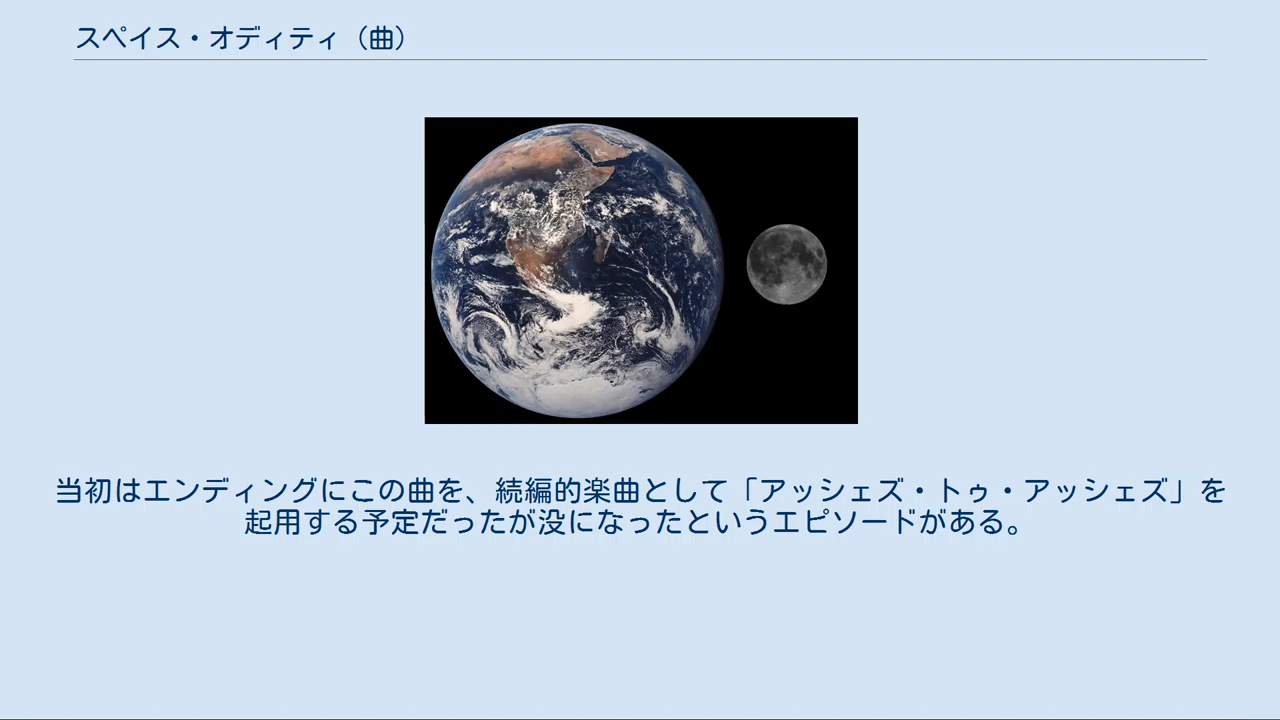 スペイス・オディティ（曲）
当初はエンディングにこの曲を、続編的楽曲として「アッシェズ・トゥ・アッシェズ」を
起用する予定だったが没になったというエピソードがある。